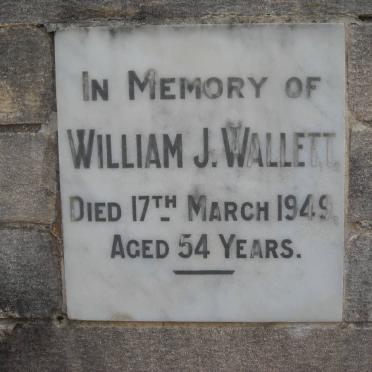 In Memory of
William J. Wallett.
Died 17th March 1949.
Aged 54 Years.